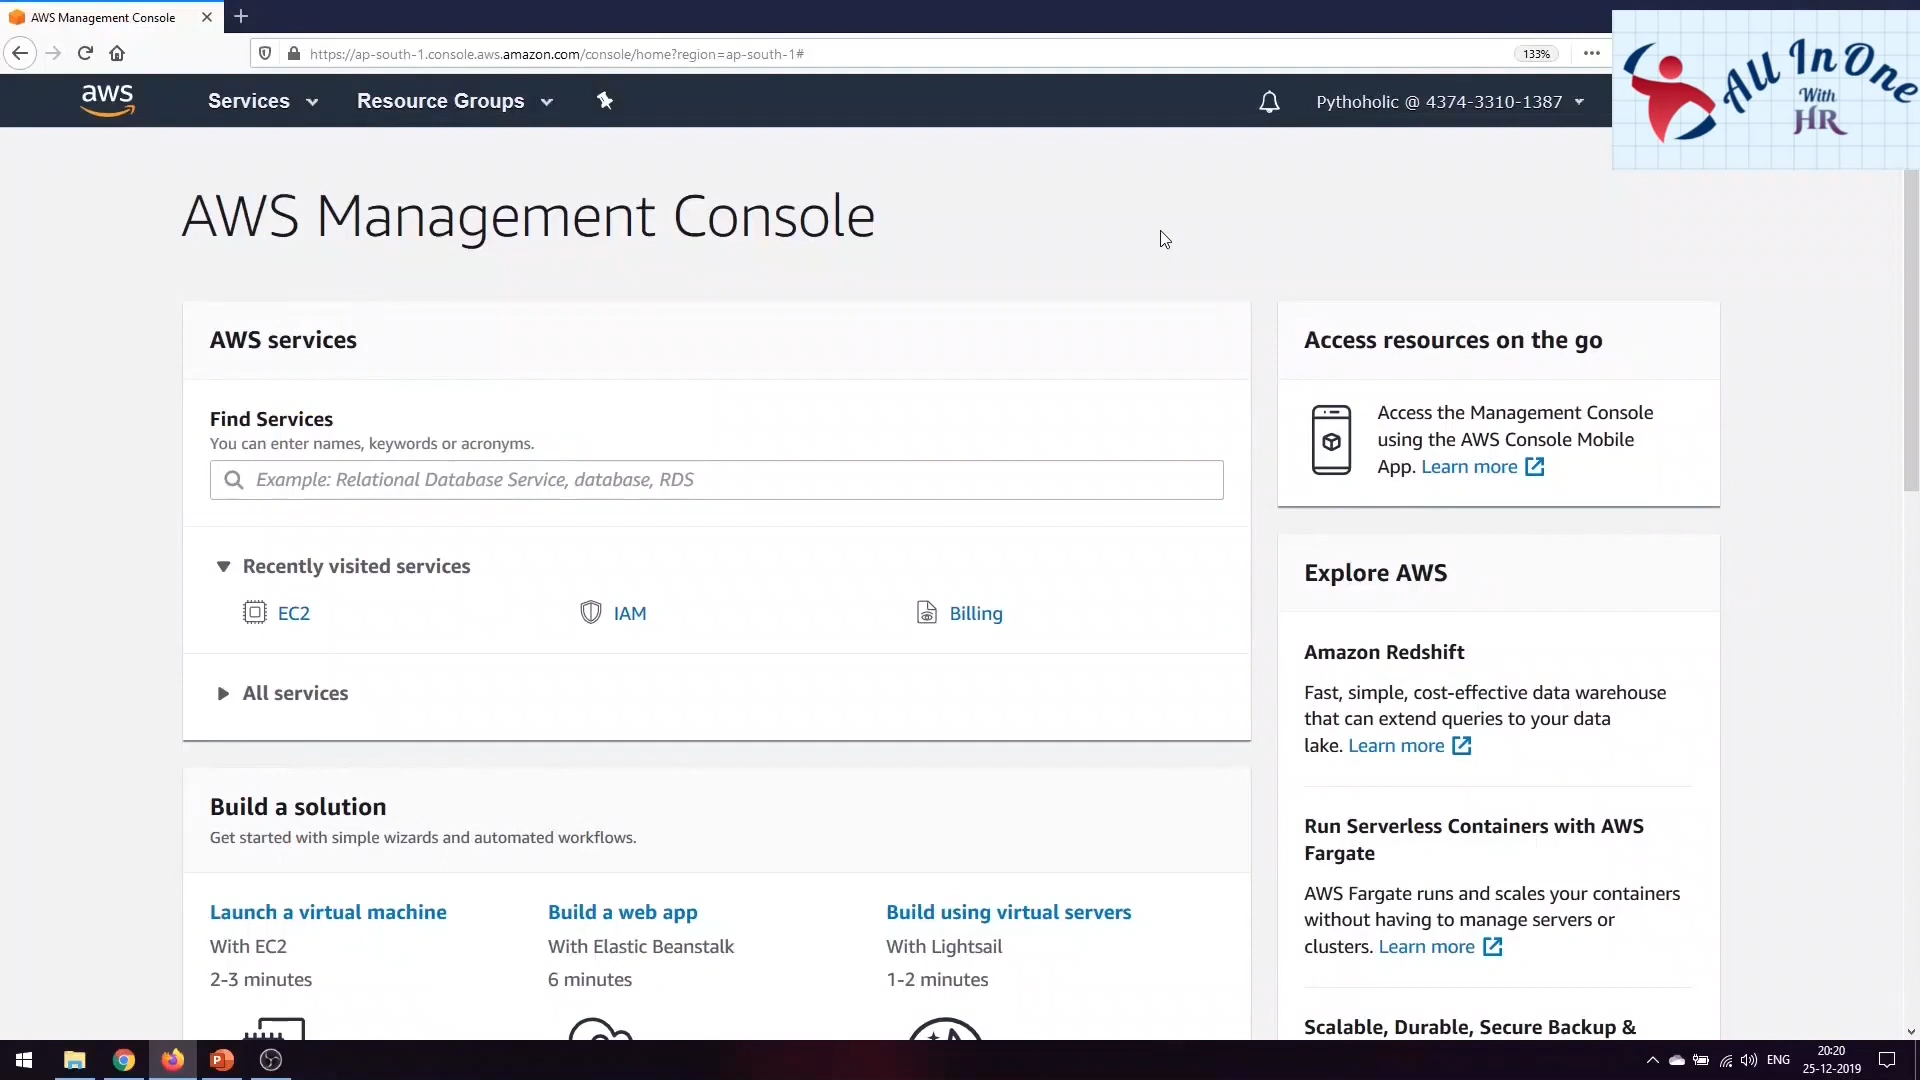 AWS Management Console
https://ap-south-1.console.aws.amazon.com/console/home?region=ap-south-1#
133%
All In One
With
HR
aws
Services
Resource Groups
Pythoholic @ 4374-3310-1387
AWS Management Console
AWS services
Find Services
You can enter names, keywords or acronyms.
Example: Relational Database Service, database, RDS
Recently visited services
EC2
IAM
Billing
All services
Build a solution
Get started with simple wizards and automated workflows.
Launch a virtual machine
With EC2
2-3 minutes
Build a web app
With Elastic Beanstalk
6 minutes
Build using virtual servers
With Lightsail
1-2 minutes
Access resources on the go
Access the Management Console
using the AWS Console Mobile
App. Learn more
Explore AWS
Amazon Redshift
Fast, simple, cost-effective data warehouse
that can extend queries to your data
lake. Learn more
Run Serverless Containers with AWS
Fargate
AWS Fargate runs and scales your containers
without having to manage servers or
clusters. Learn more
Scalable, Durable, Secure Backup &
ENG
20:20
25-12-2019